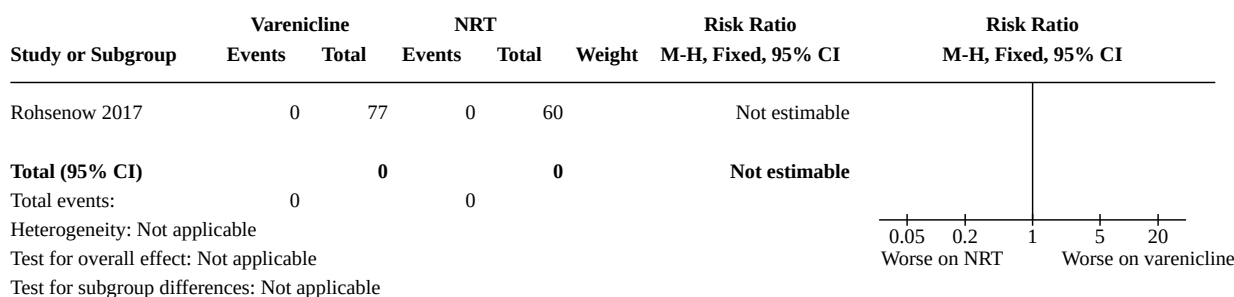 Varenicline NRT Risk Ratio Risk Ratio
Study or Subgroup Events Total Events Total Weight M-H, Fixed, 95% CI M-H, Fixed, 95% CI
Rohsenow 2017 0 77 0 60 Not estimable
Total (95% CI) 0 0 Not estimable
Total events: 0 0
Heterogeneity: Not applicable
0.05 0.2 1 5 20
Test for overall effect: Not applicable Worse on NRT Worse on varenicline
Test for subgroup differences: Not applicable